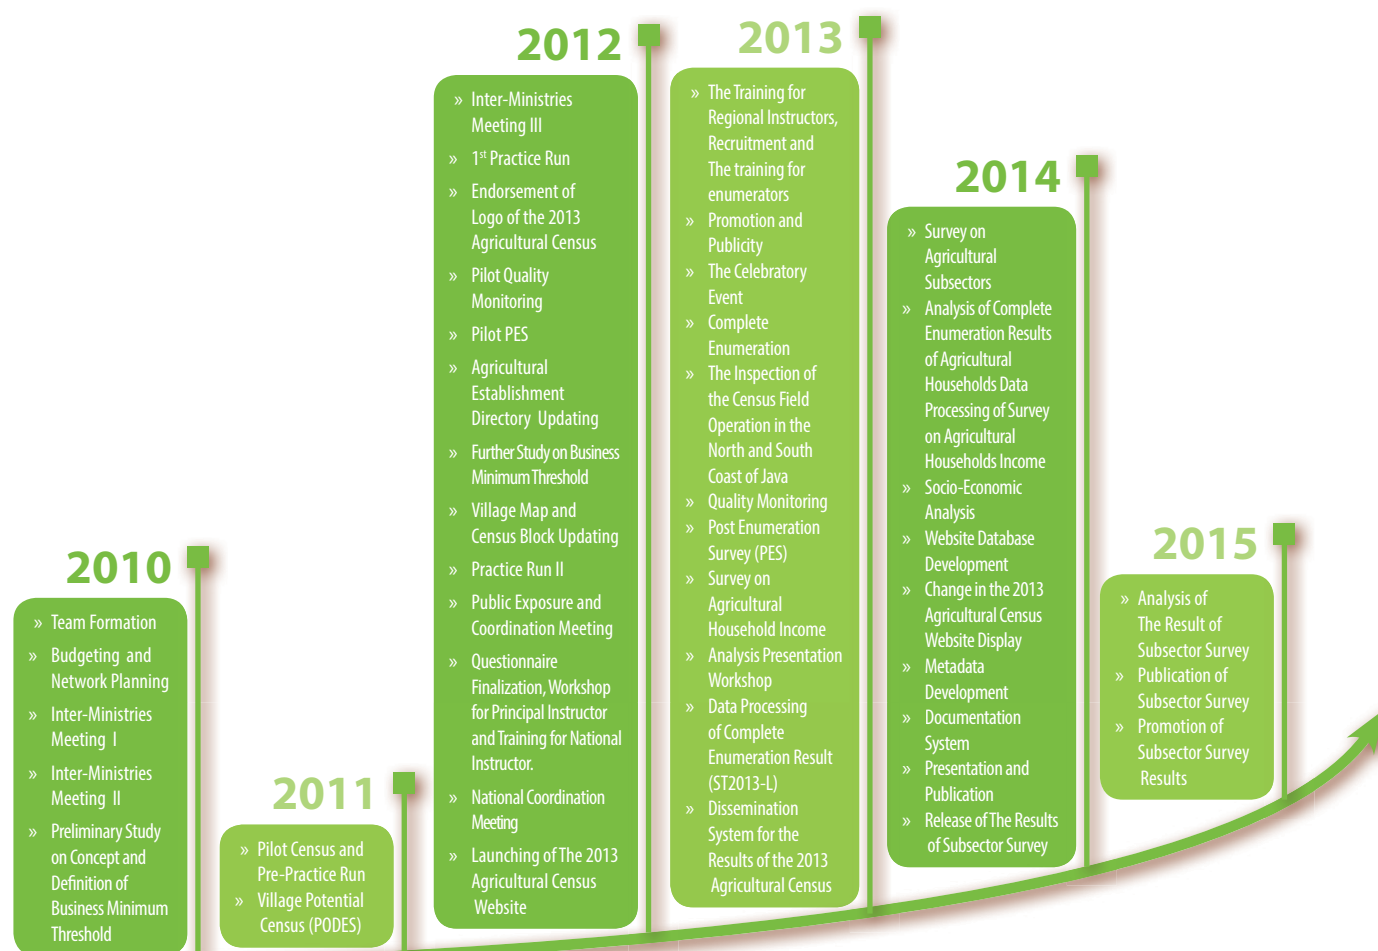 2010
» Team Formation
» Budgeting and
Network Planning
» Inter-Ministries
Meeting I
» Inter-Ministries
Meeting II
» Preliminary Study
on Concept and
Definition of
Business Minimum
Threshold
2011
» Pilot Census and
Pre-Practice Run
» Village Potential
Census (PODES)
2012
» Inter-Ministries
Meeting III
» 1st Practice Run
» Endorsement of
Logo of the 2013
Agricultural Census
» Pilot Quality
Monitoring
» Pilot PES
» Agricultural
Establishment
Directory Updating
» Further Study on Business
Minimum Threshold
» Village Map and
Census Block Updating
» Practice Run II
» Public Exposure and
Coordination Meeting
» Questionnaire
Finalization, Workshop
for Principal Instructor
and Training for National
Instructor.
» National Coordination
Meeting
» Launching of The 2013
Agricultural Census
Website
2013
» The Training for
Regional Instructors,
Recruitment and
The training for
enumerators
» Promotion and
Publicity
» The Celebratory
Event
» Complete
Enumeration
» The Inspection of
the Census Field
Operation in the
North and South
Coast of Java
» Quality Monitoring
» Post Enumeration
Survey (PES)
» Survey on
Agricultural
Household Income
» Analysis Presentation
Workshop
» Data Processing
of Complete
Enumeration Result
(ST2013-L)
» Dissemination
System for the
Results of the 2013
Agricultural Census
2014
» Survey on
Agricultural
Subsectors
» Analysis of Complete
Enumeration Results
of Agricultural
Households Data
Processing of Survey
on Agricultural
Households Income
» Socio-Economic
Analysis
» Website Database
Development
» Change in the 2013
Agricultural Census
Website Display
» Metadada
Development
» Documentation
System
» Presentation and
Publication
» Release of The Results
of Subsector Survey
2015
» Analysis of
The Result of
Subsector Survey
» Publication of
Subsector Survey
» Promotion of
Subsector Survey
Results